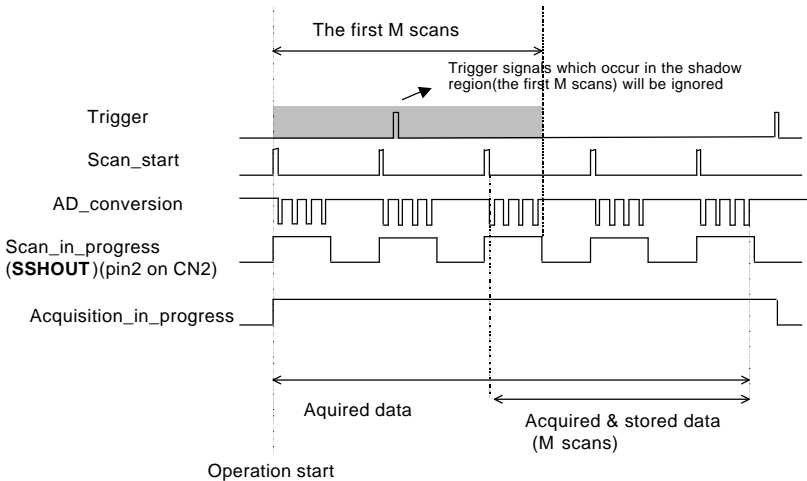 The first M scans
Trigger signals which occur in the shadow
region(the first M scans) will be ignored
Trigger
Scan_start
AD_conversion
Scan_in_progress
(SSHOUT)(pin2 on CN2)
Acquisition_in_progress
Aquired data
Acquired & stored data
(M scans)
Operation start